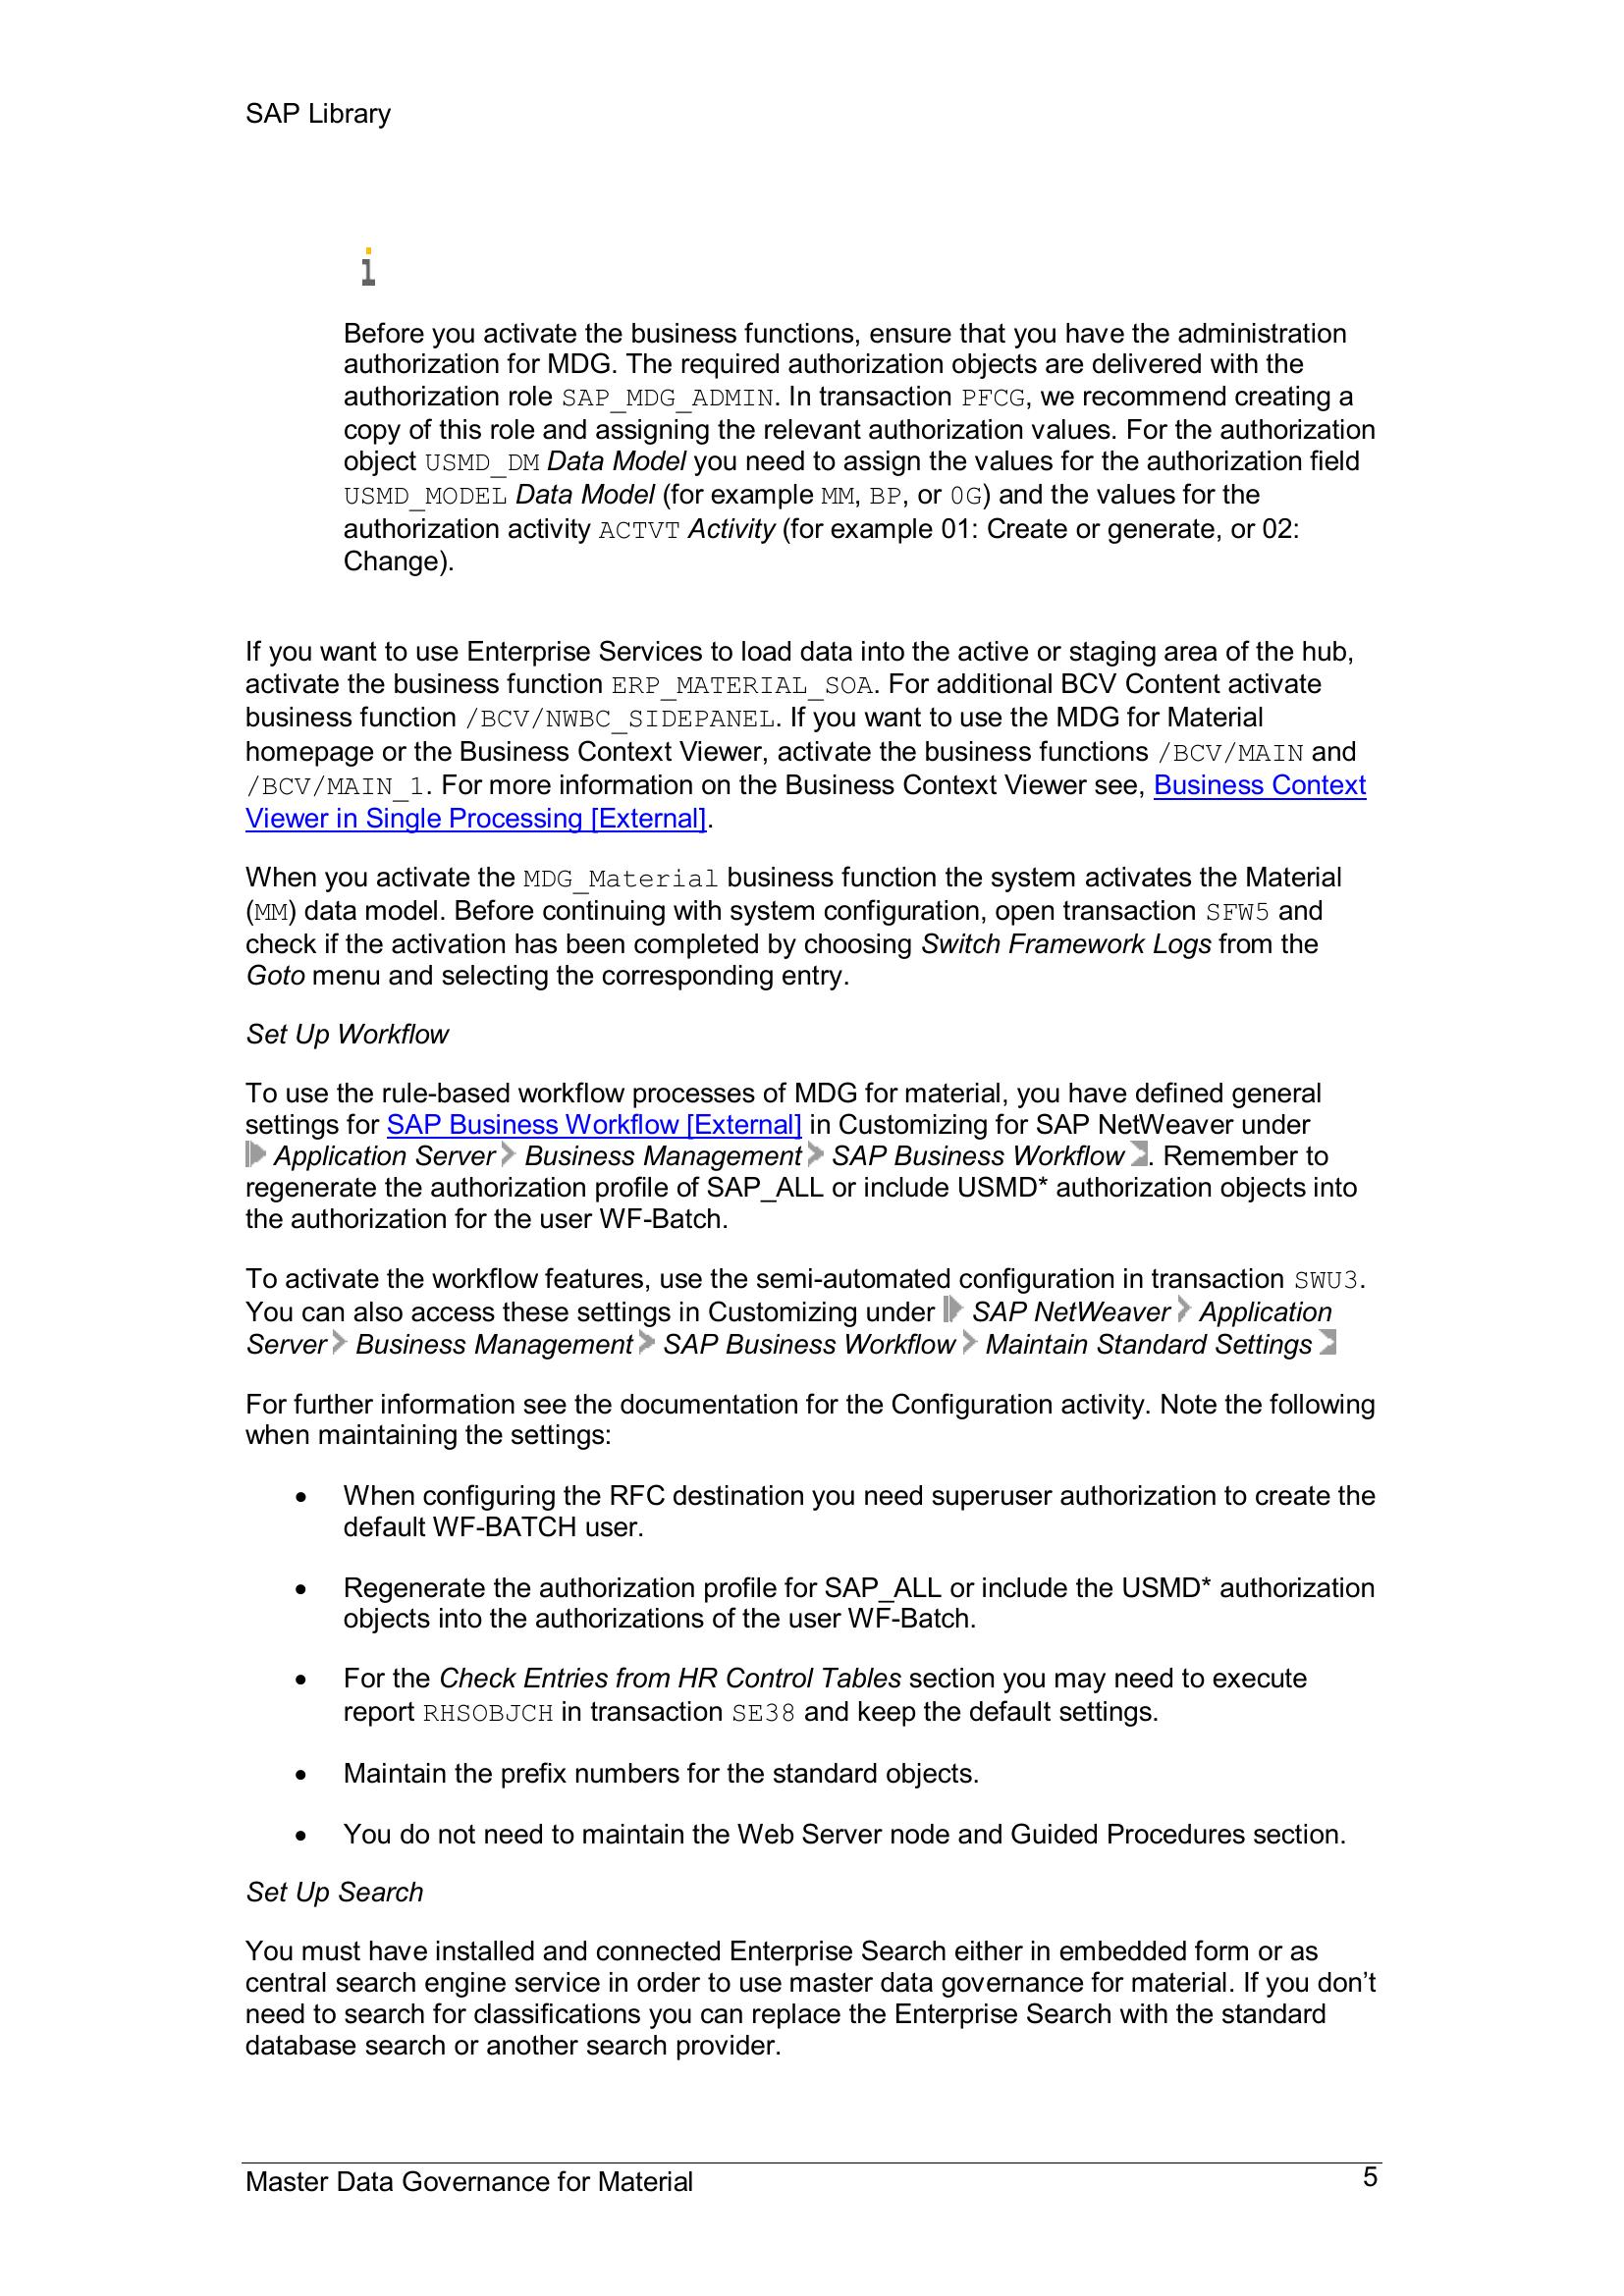 SAP Library
i
Before you activate the business functions, ensure that you have the administration
authorization for MDG. The required authorization objects are delivered with the
authorization role SAP_MDG_ADMIN. In transaction PFCG, we recommend creating a
copy of this role and assigning the relevant authorization values. For the authorization
object USMD_DM Data Model you need to assign the values for the authorization field
USMD_MODEL Data Model (for example MM, BP, or 0G) and the values for the
authorization activity ACTVT Activity (for example 01: Create or generate, or 02:
Change).
If you want to use Enterprise Services to load data into the active or staging area of the hub,
activate the business function ERP_MATERIAL_SOA. For additional BCV Content activate
business function /BCV/NWBC_SIDEPANEL. If you want to use the MDG for Material
homepage or the Business Context Viewer, activate the business functions /BCV/MAIN and
/BCV/MAIN_1. For more information on the Business Context Viewer see, Business Context
Viewer in Single Processing [External].
When you activate the MDG_Material business function the system activates the Material
(MM) data model. Before continuing with system configuration, open transaction SFW5 and
check if the activation has been completed by choosing Switch Framework Logs from the
Goto menu and selecting the corresponding entry.
Set Up Workflow
To use the rule-based workflow processes of MDG for material, you have defined general
settings for SAP Business Workflow [External] in Customizing for SAP NetWeaver under
Application Server Business Management SAP Business Workflow . Remember to
regenerate the authorization profile of SAP_ALL or include USMD* authorization objects into
the authorization for the user WF-Batch.
To activate the workflow features, use the semi-automated configuration in transaction SWU3.
You can also access these settings in Customizing under SAP NetWeaver Application
Server Business Management SAP Business Workflow Maintain Standard Settings
For further information see the documentation for the Configuration activity. Note the following
when maintaining the settings:
• When configuring the RFC destination you need superuser authorization to create the
default WF-BATCH user.
• Regenerate the authorization profile for SAP_ALL or include the USMD* authorization
objects into the authorizations of the user WF-Batch.
• For the Check Entries from HR Control Tables section you may need to execute
report RHSOBJCH in transaction SE38 and keep the default settings.
• Maintain the prefix numbers for the standard objects.
• You do not need to maintain the Web Server node and Guided Procedures section.
Set Up Search
You must have installed and connected Enterprise Search either in embedded form or as
central search engine service in order to use master data governance for material. If you don’t
need to search for classifications you can replace the Enterprise Search with the standard
database search or another search provider.
Master Data Governance for Material 5